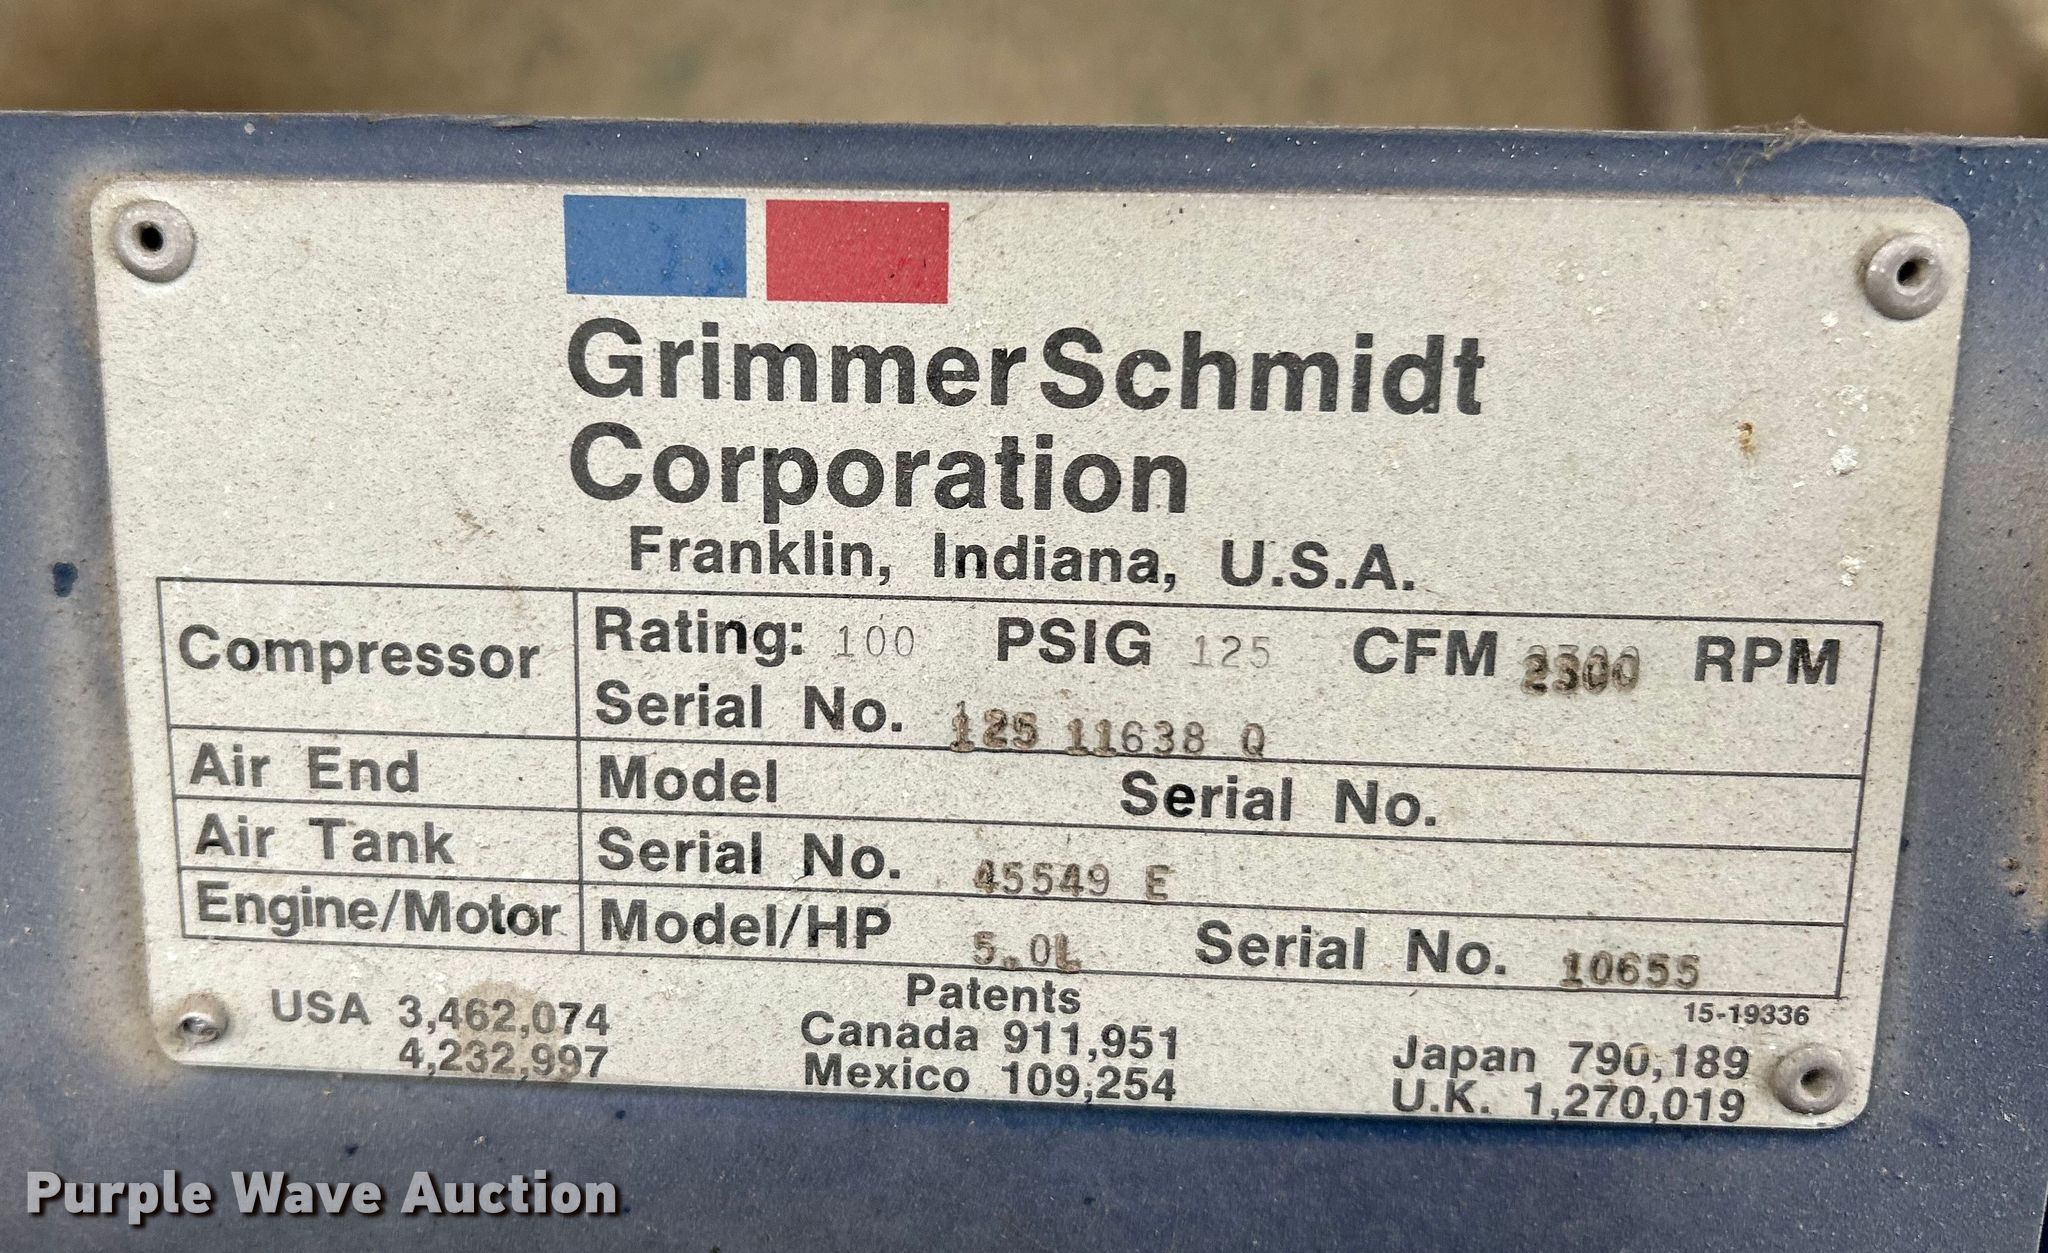 GrimmerSchmidt
Corporation
Franklin, Indiana, U.S.A.
Compressor Rating: 100 PSIG 125 CFM 2300 RPM
Serial No. 125 11638 Q
Air End Model Serial No.
Air Tank Serial No. 45549 E
Engine/Motor Model/HP 5.0L Serial No. 10655
15-19336
Patents
USA 3,462,074 Canada 911,951 Japan 790,189
4,232,997 Mexico 109,254 U.K. 1,270,019
Purple Wave Auction